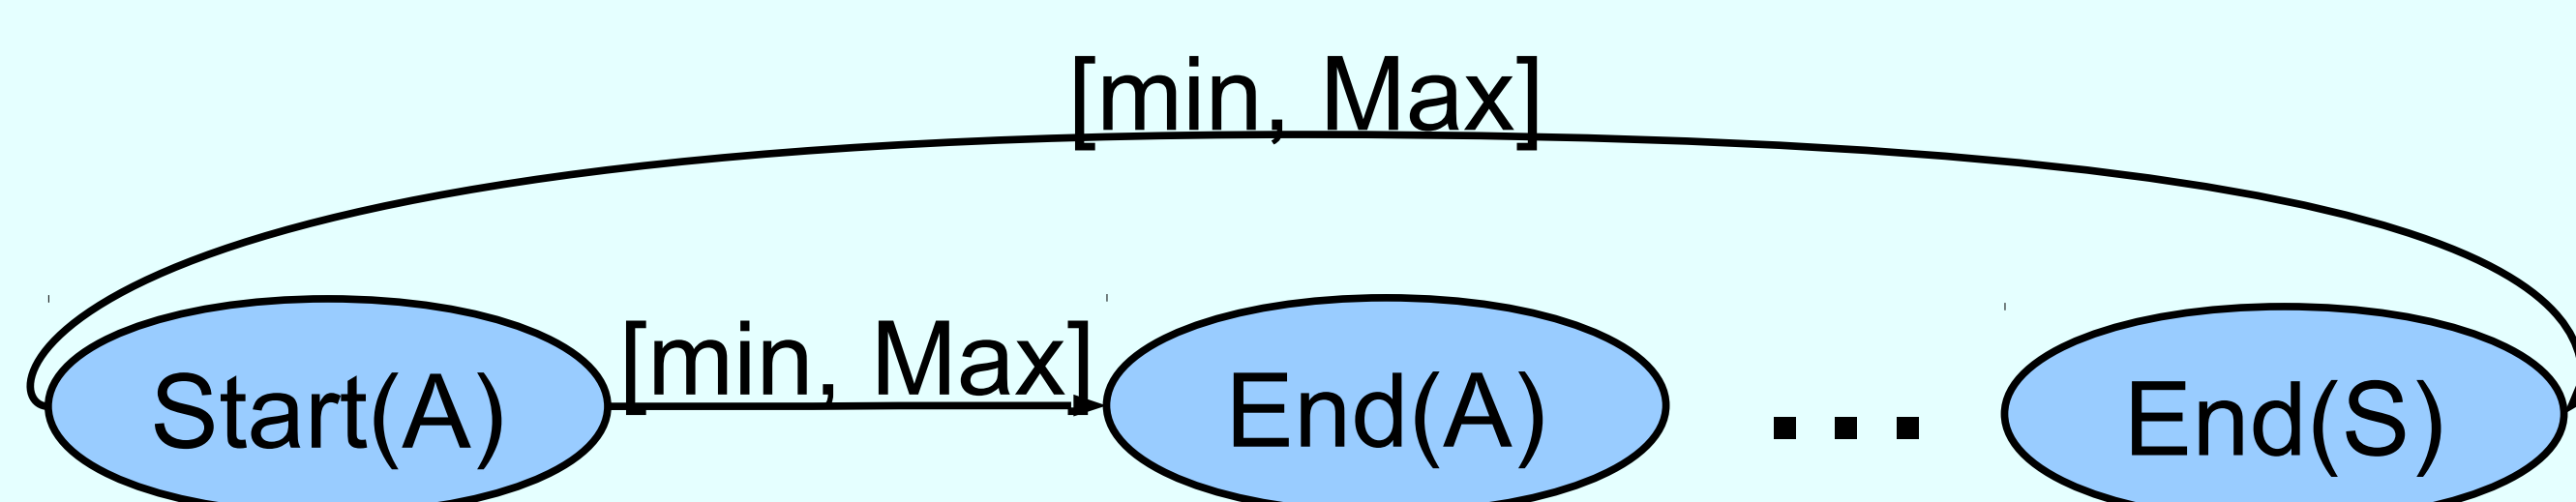 [min, Max]
[min, Max]
Start(A)
End(A)
...
End(S)